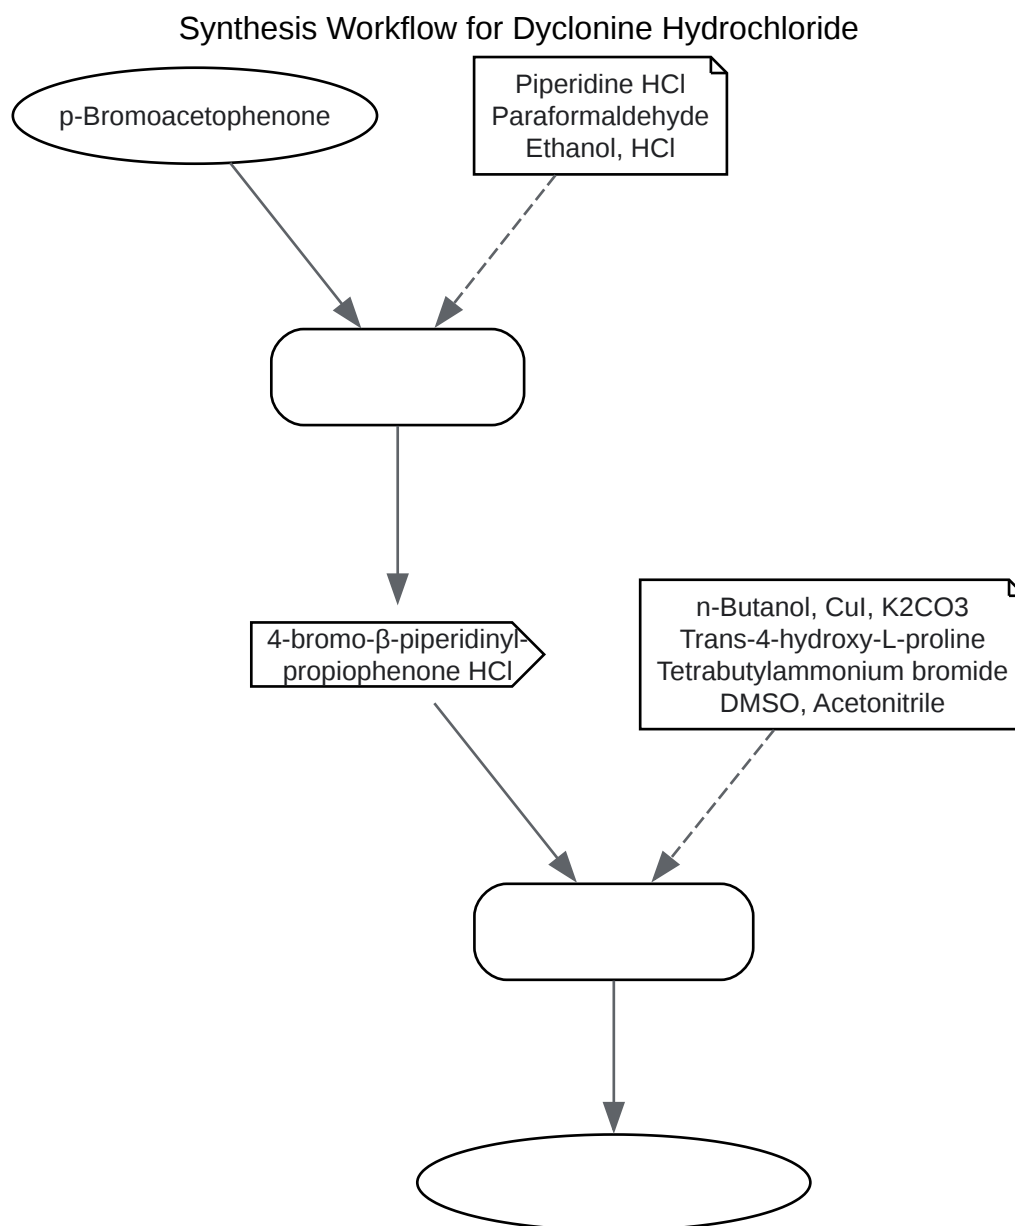 Synthesis Workflow for Dyclonine Hydrochloride
p-Bromoacetophenone
Piperidine HCl
Paraformaldehyde
Ethanol, HCl
4-bromo-β-piperidinyl-
propiophenone HCl
n-Butanol, CuI, K2CO3
Trans-4-hydroxy-L-proline
Tetrabutylammonium bromide
DMSO, Acetonitrile